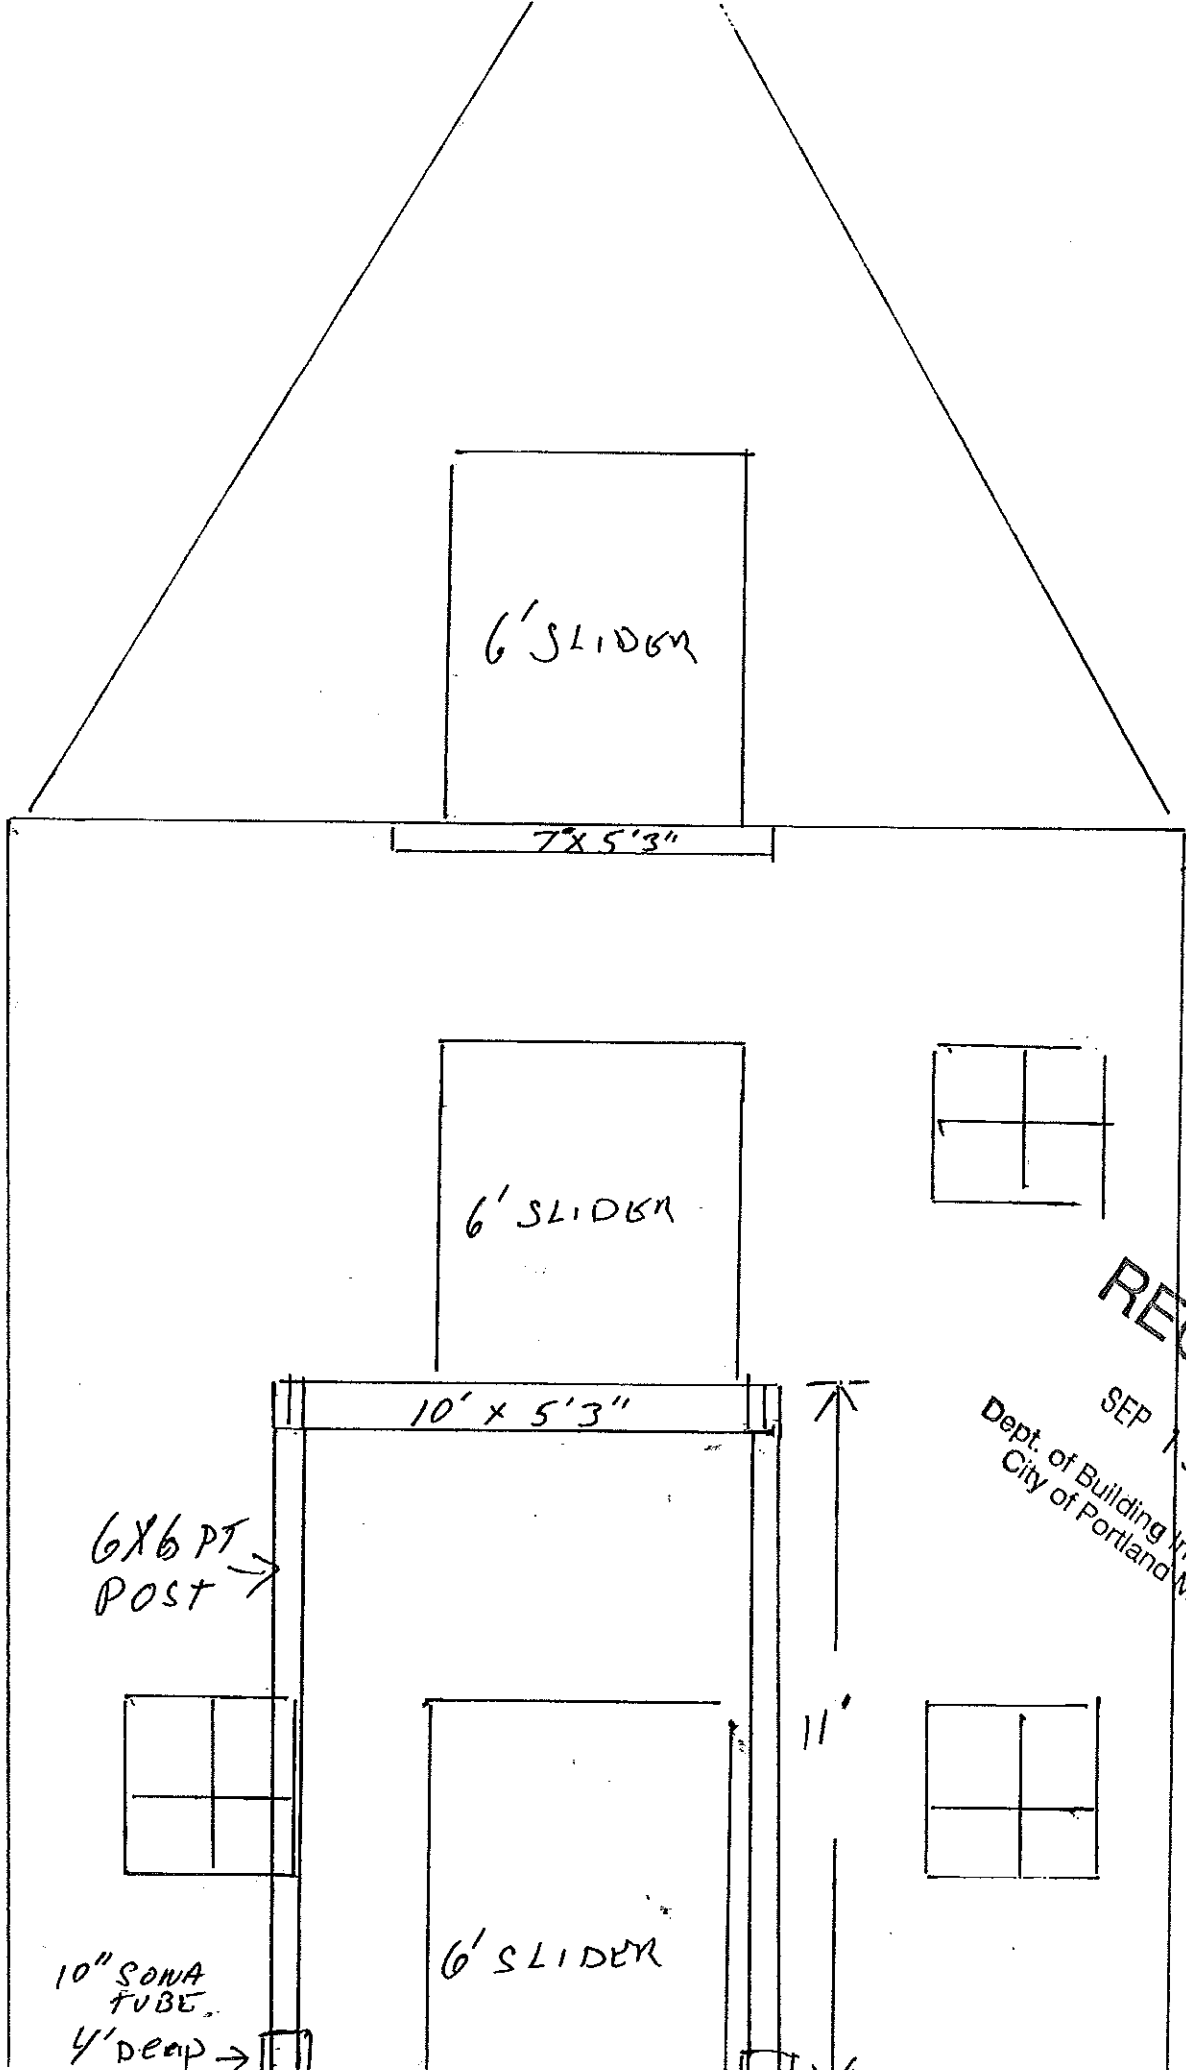 6' SLIDER
7' X 5'3"
6' SLIDER
10' X 5'3"
SEP
Dept. of Building
City of Portland
6X6 PT
POST
11'
6' SLIDER
10" SONA
TUBE.
4' Deep